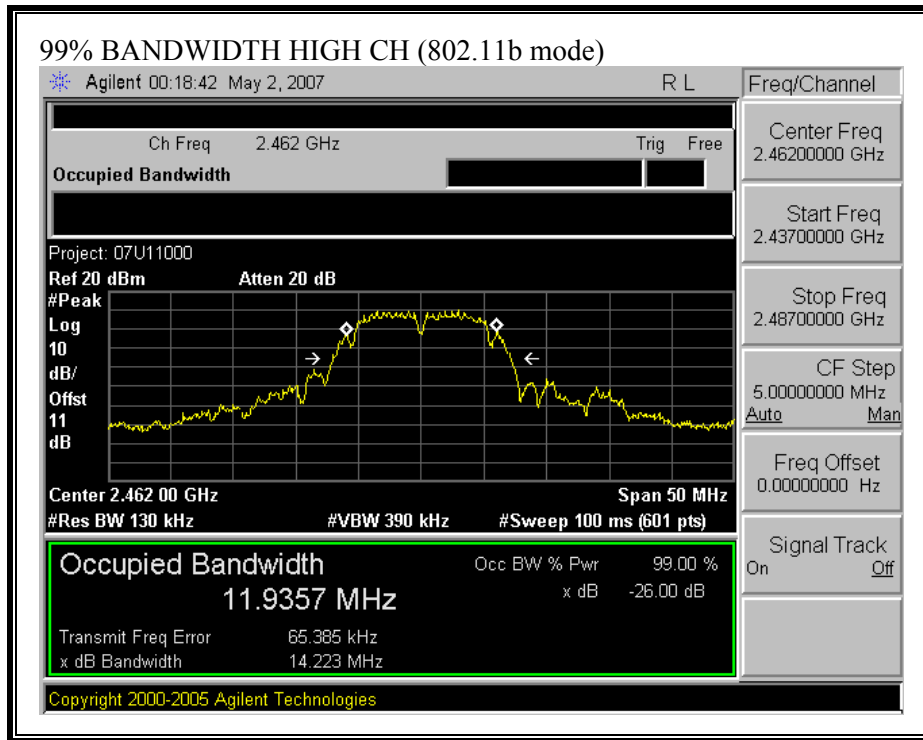 99% BANDWIDTH HIGH CH (802.11b mode)
Agilent 00:18:42 May 2, 2007 R L
Freq/Channel
Ch Freq 2.462 GHz Trig Free
Occupied Bandwidth
Center Freq
2.46200000 GHz
Start Freq
2.43700000 GHz
Stop Freq
2.48700000 GHz
CF Step
5.00000000 MHz
Auto Man
Freq Offset
0.00000000 Hz
Signal Track
On Off
Project: 07U11000
Ref 20 dBm Atten 20 dB
#Peak
Log
10
dB/
Offst
11
dB
Center 2.462 00 GHz Span 50 MHz
#Res BW 130 kHz #VBW 390 kHz #Sweep 100 ms (601 pts)
Occupied Bandwidth Occ BW % Pwr 99.00 %
11.9357 MHz x dB -26.00 dB
Transmit Freq Error 65.385 kHz
x dB Bandwidth 14.223 MHz
Copyright 2000-2005 Agilent Technologies